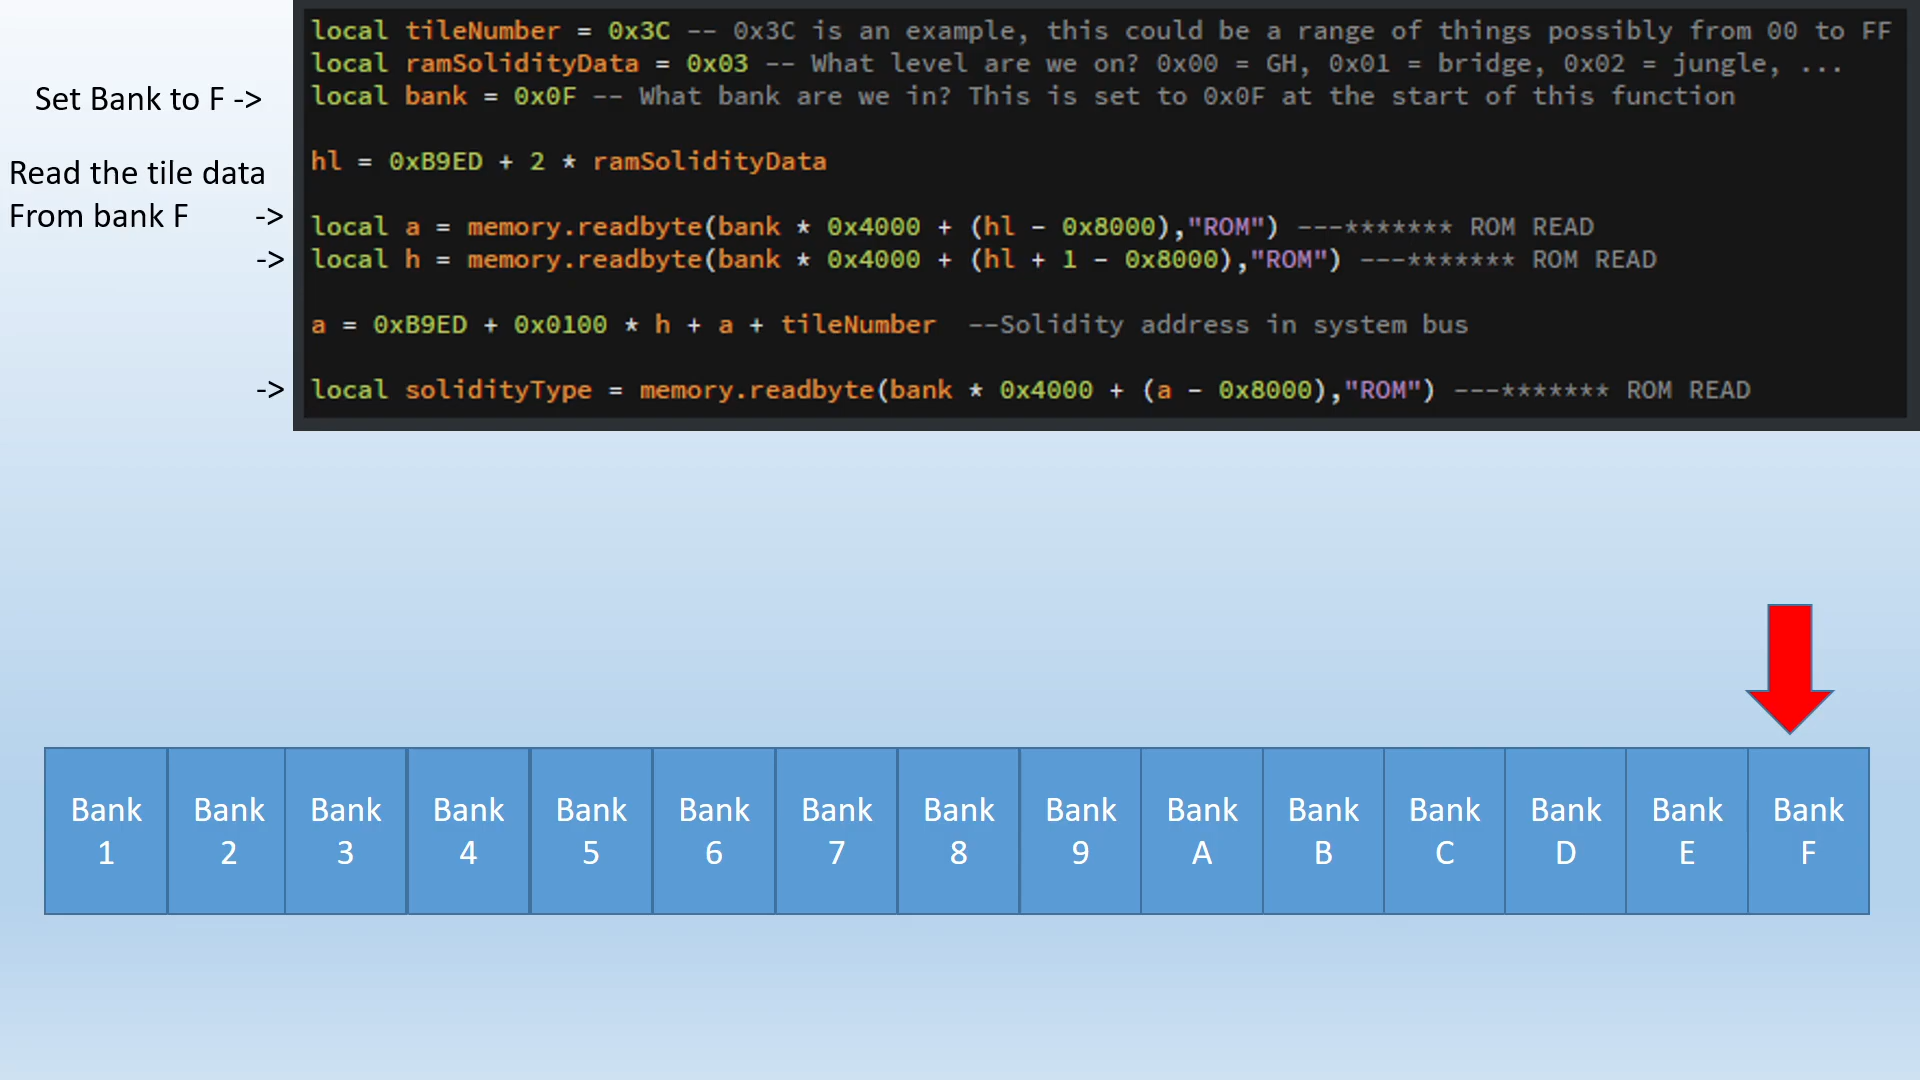 local tileNumber = 0x3C -- 0x3C is an example, this could be a range of things possibly from 00 to FF
local ramSolidityData = 0x03 -- What level are we on? 0x00 = GH, 0x01 = bridge, 0x02 = jungle, ...
Set Bank to F ->
local bank = 0x0F -- What bank are we in? This is set to 0x0F at the start of this function
hl = 0xB9ED + 2 * ramSolidityData
Read the tile data
From bank F ->
local a = memory.readbyte(bank * 0x4000 + (hl - 0x8000),"ROM") ---******* ROM READ
->
local h = memory.readbyte(bank * 0x4000 + (hl + 1 - 0x8000),"ROM") ---******* ROM READ
a = 0xB9ED + 0x0100 * h + a + tileNumber --Solidity address in system bus
->
local solidityType = memory.readbyte(bank * 0x4000 + (a - 0x8000),"ROM") ---******* ROM READ
Bank
1
Bank
2
Bank
3
Bank
4
Bank
5
Bank
6
Bank
7
Bank
8
Bank
9
Bank
A
Bank
B
Bank
C
Bank
D
Bank
E
Bank
F